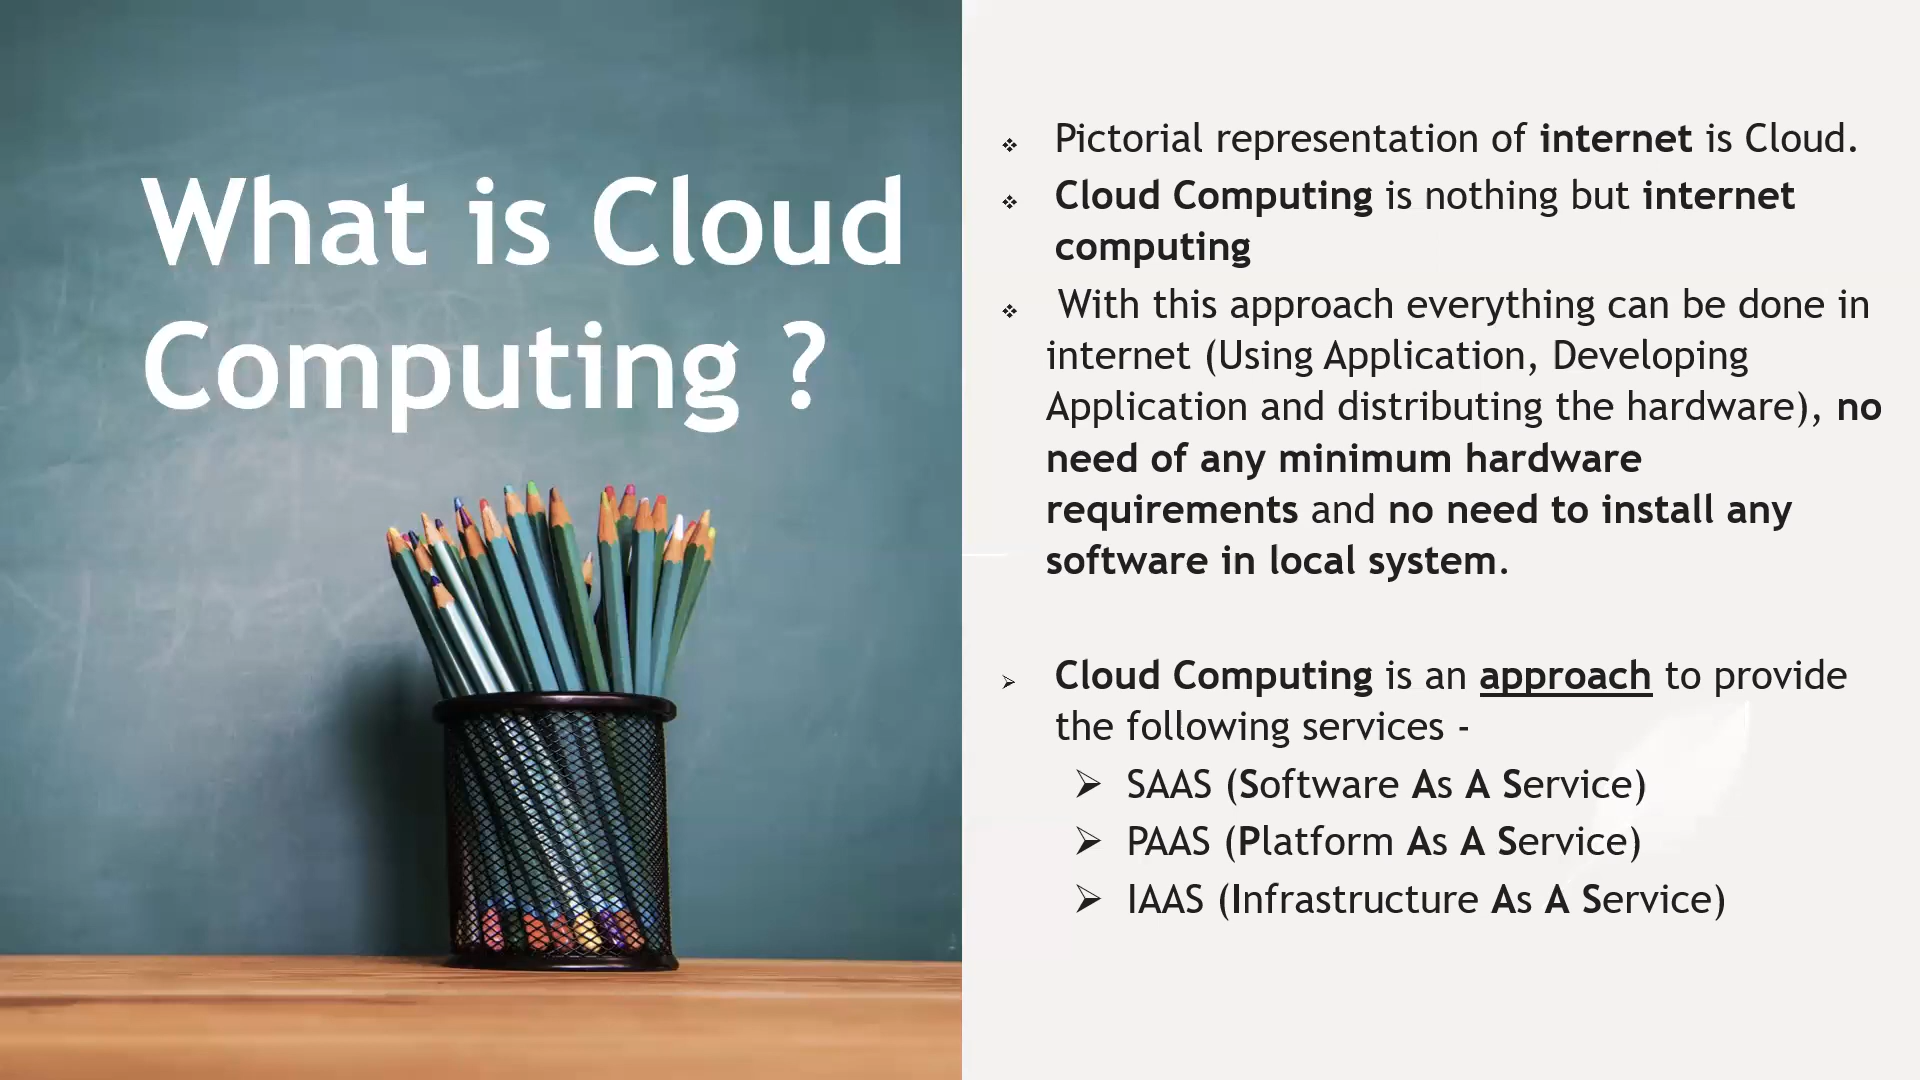 What is Cloud
Computing ?
❖ Pictorial representation of internet is Cloud.
❖ Cloud Computing is nothing but internet
computing
❖ With this approach everything can be done in
internet (Using Application, Developing
Application and distributing the hardware), no
need of any minimum hardware
requirements and no need to install any
software in local system.
➢ Cloud Computing is an approach to provide
the following services -
➢ SAAS (Software As A Service)
➢ PAAS (Platform As A Service)
➢ IAAS (Infrastructure As A Service)